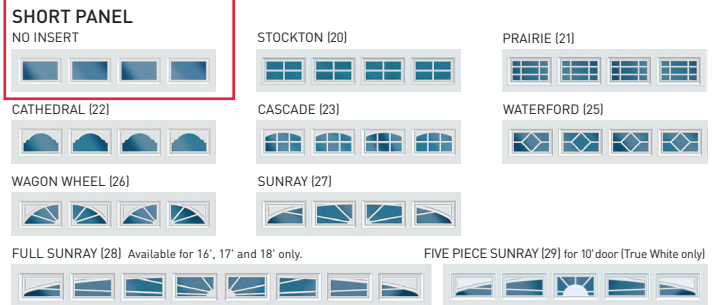 SHORT PANEL
NO INSERT
STOCKTON (20)
PRAIRIE (21)
CATHEDRAL (22)
CASCADE (23)
WATERFORD (25)
WAGON WHEEL (26)
SUNRAY (27)
FULL SUNRAY (28) Available for 16', 17' and 18' only.
FIVE PIECE SUNRAY (29) for 10' door (True White only)